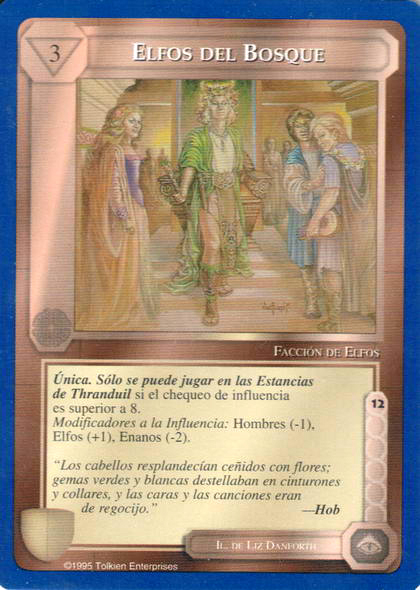 3
ELFOS DEL BOSQUE
FACCIÓN DE ELFOS
Única. Sólo se puede jugar en las Estancias
de Thranduil si el chequeo de influencia
es superior a 8.
Modificadores a la Influencia: Hombres (-1),
Elfos (+1), Enanos (-2).
12
“Los cabellos resplandecían ceñidos con flores;
gemas verdes y blancas destellaban en cinturones
y collares, y las caras y las canciones eran
de regocijo.” —Hob
IL. DE LIZ DANFORTH
©1995 Tolkien Enterprises